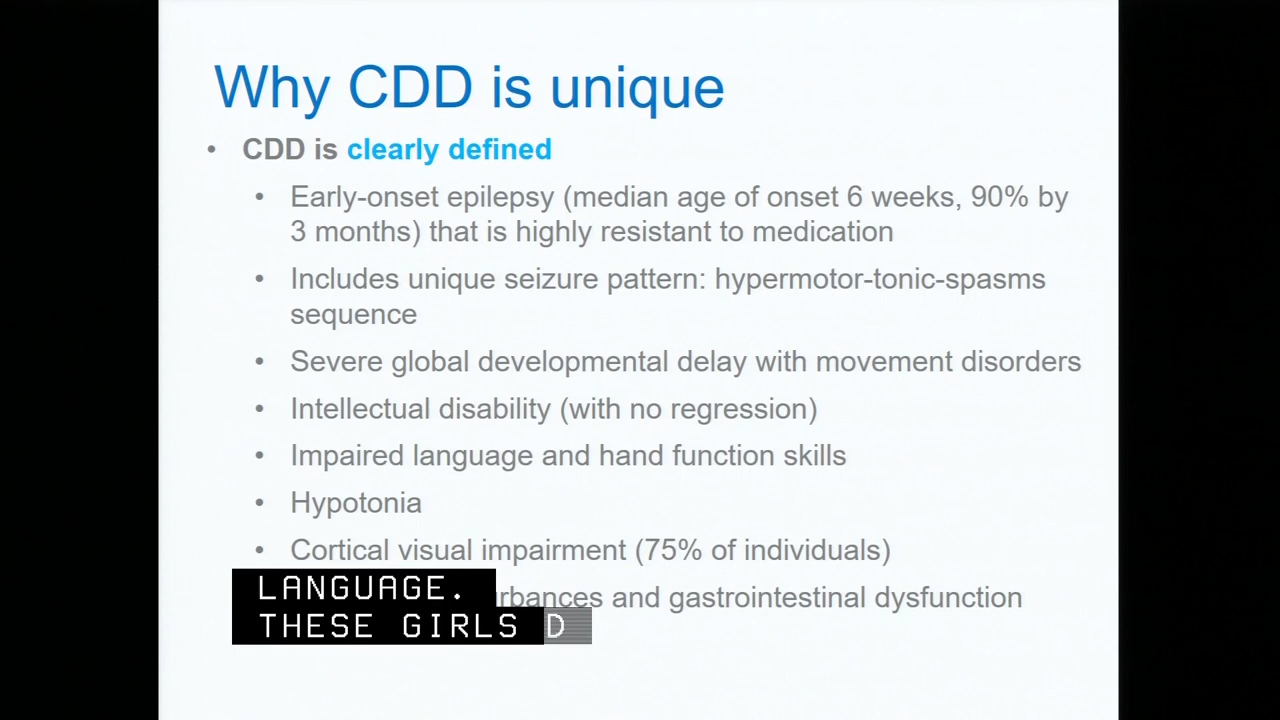 Why CDD is unique
• CDD is clearly defined
• Early-onset epilepsy (median age of onset 6 weeks, 90% by
3 months) that is highly resistant to medication
• Includes unique seizure pattern: hypermotor-tonic-spasms
sequence
• Severe global developmental delay with movement disorders
• Intellectual disability (with no regression)
• Impaired language and hand function skills
• Hypotonia
• Cortical visual impairment (75% of individuals)
and gastrointestinal dysfunction
LANGUAGE.
THESE GIRLS D